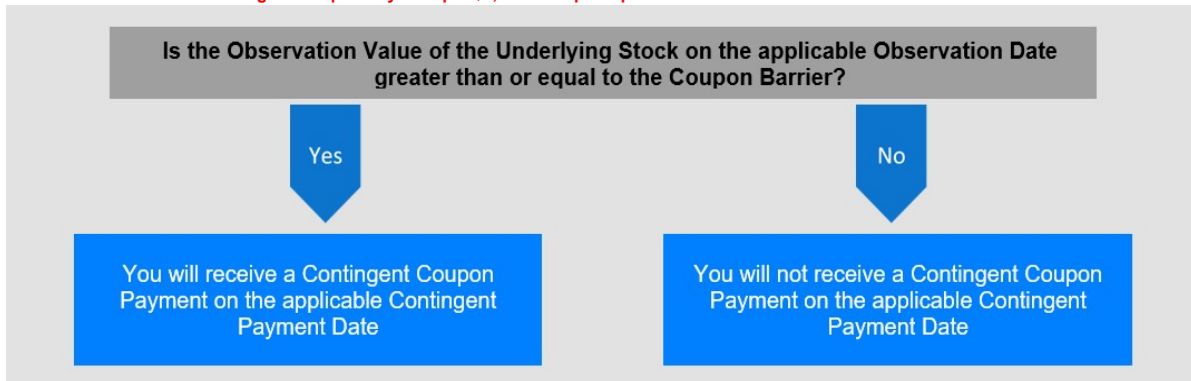 Is the Observation Value of the Underlying Stock on the applicable Observation Date
greater than or equal to the Coupon Barrier?
Yes
No
You will receive a Contingent Coupon
Payment on the applicable Contingent
Payment Date
You will not receive a Contingent Coupon
Payment on the applicable Contingent
Payment Date